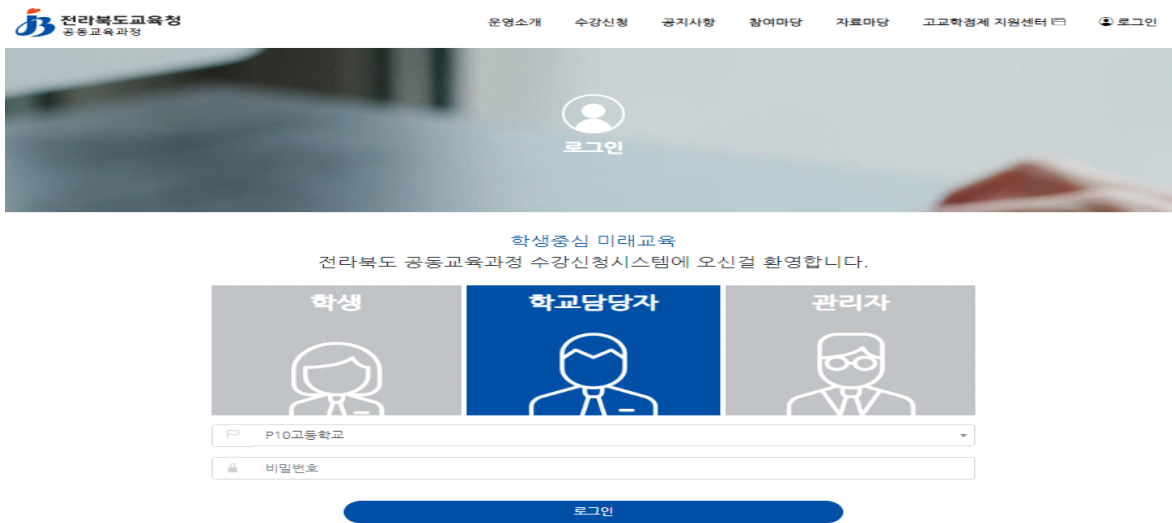 전라북도교육청
공동교육과정
운영소개 수강신청 공지사항 참여마당 자료마당 고교학점제 지원센터 로그인
로그인
학생중심 미래교육
전라북도 공동교육과정 수강신청시스템에 오신걸 환영합니다.
학생 학교담당자 관리자
P10고등학교
비밀번호
로그인